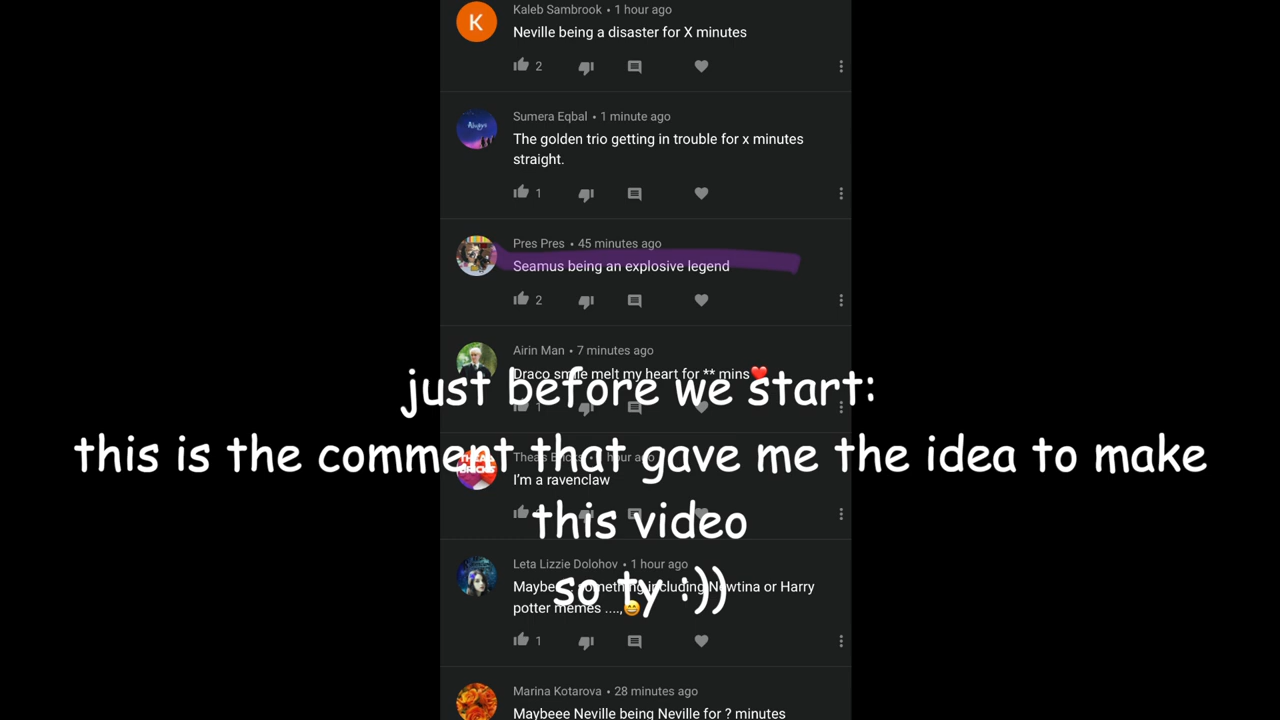 K
Kaleb Sambrook • 1 hour ago
Neville being a disaster for X minutes
2
Always
Sumera Eqbal • 1 minute ago
The golden trio getting in trouble for x minutes
straight.
1
Pres Pres • 45 minutes ago
Seamus being an explosive legend
2
Airin Man • 7 minutes ago
Draco smile melt my heart for ** mins❤️
1
just before we start:
this is the comment that gave me the idea to make
this video
so ty :))
hour ago
BRICKS
I'm a ravenclaw
Leta Lizzie Dolohov • 1 hour ago
something including Newtina or Harry
potter memes ....,😄
1
Marina Kotarova • 28 minutes ago
Maybeee Neville being Neville for ? minutes